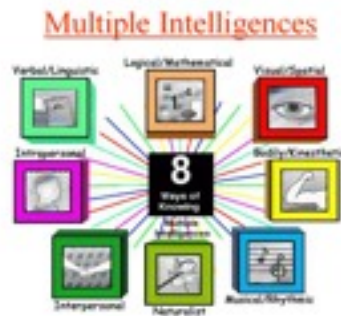 Multiple Intelligences
Logical/Mathematical
Verbal/Linguistic
Visual/Spatial
Intrapersonal
8
Ways of
Knowing
Bodily/Kinesthetic
Interpersonal
Naturalist
Musical/Rhythmic